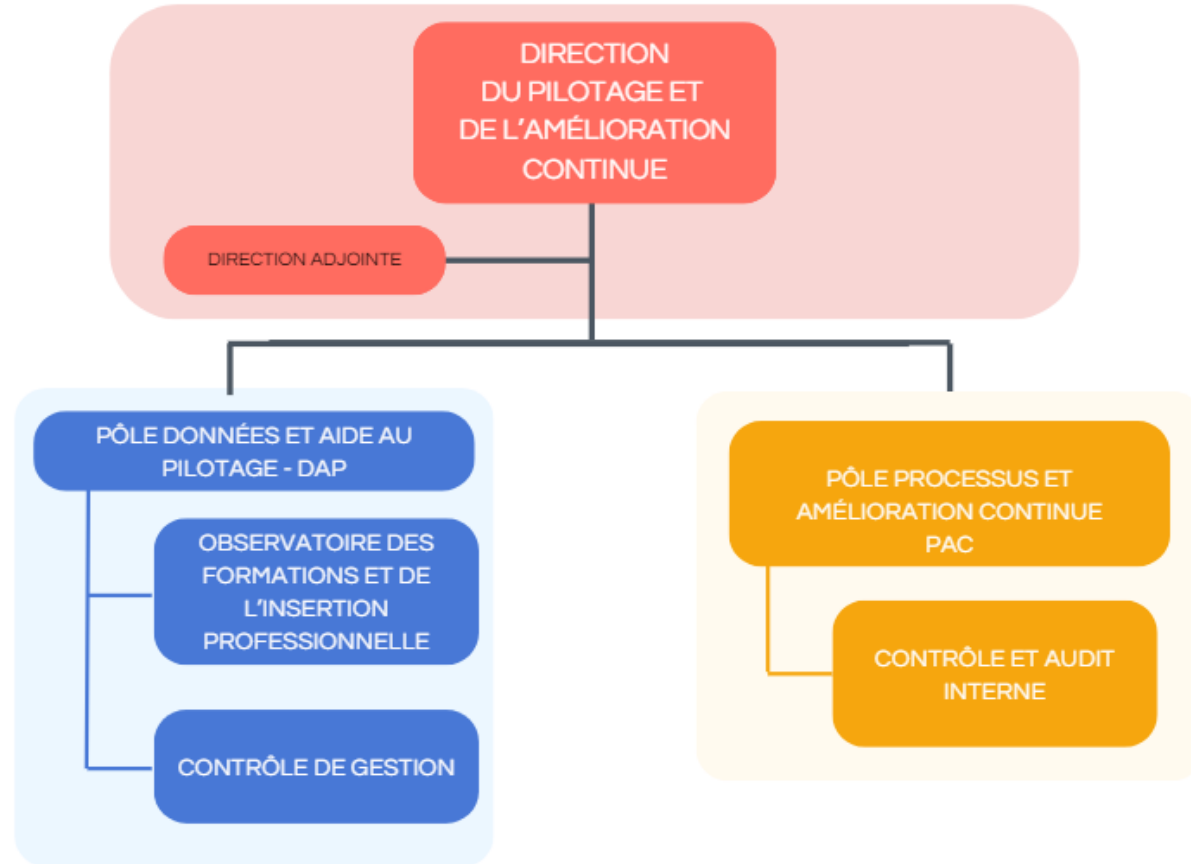 DIRECTION
DU PILOTAGE ET
DE L’AMÉLIORATION
CONTINUE
DIRECTION ADJOINTE
PÔLE DONNÉES ET AIDE AU
PILOTAGE - DAP
OBSERVATOIRE DES
FORMATIONS ET DE
L’INSERTION
PROFESSIONNELLE
CONTRÔLE DE GESTION
PÔLE PROCESSUS ET
AMÉLIORATION CONTINUE
PAC
CONTRÔLE ET AUDIT
INTERNE